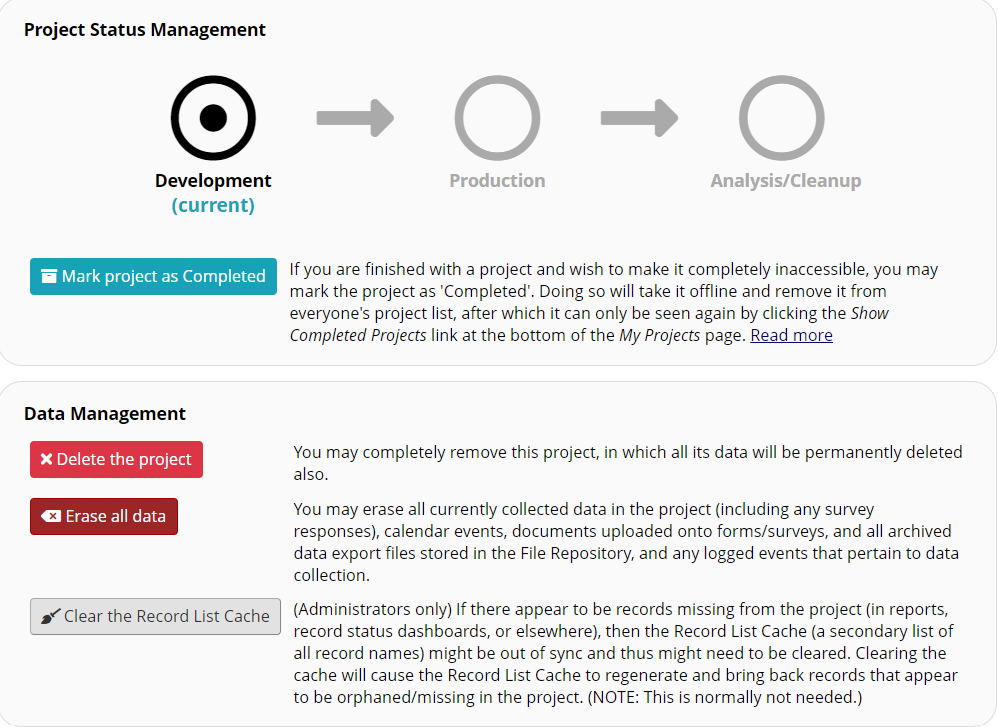 Project Status Management
Development
(current)
Production
Analysis/Cleanup
Mark project as Completed
If you are finished with a project and wish to make it completely inaccessible, you may
mark the project as 'Completed'. Doing so will take it offline and remove it from
everyone's project list, after which it can only be seen again by clicking the Show
Completed Projects link at the bottom of the My Projects page. Read more
Data Management
Delete the project
You may completely remove this project, in which all its data will be permanently deleted
also.
Erase all data
You may erase all currently collected data in the project (including any survey
responses), calendar events, documents uploaded onto forms/surveys, and all archived
data export files stored in the File Repository, and any logged events that pertain to data
collection.
Clear the Record List Cache
(Administrators only) If there appear to be records missing from the project (in reports,
record status dashboards, or elsewhere), then the Record List Cache (a secondary list of
all record names) might be out of sync and thus might need to be cleared. Clearing the
cache will cause the Record List Cache to regenerate and bring back records that appear
to be orphaned/missing in the project. (NOTE: This is normally not needed.)